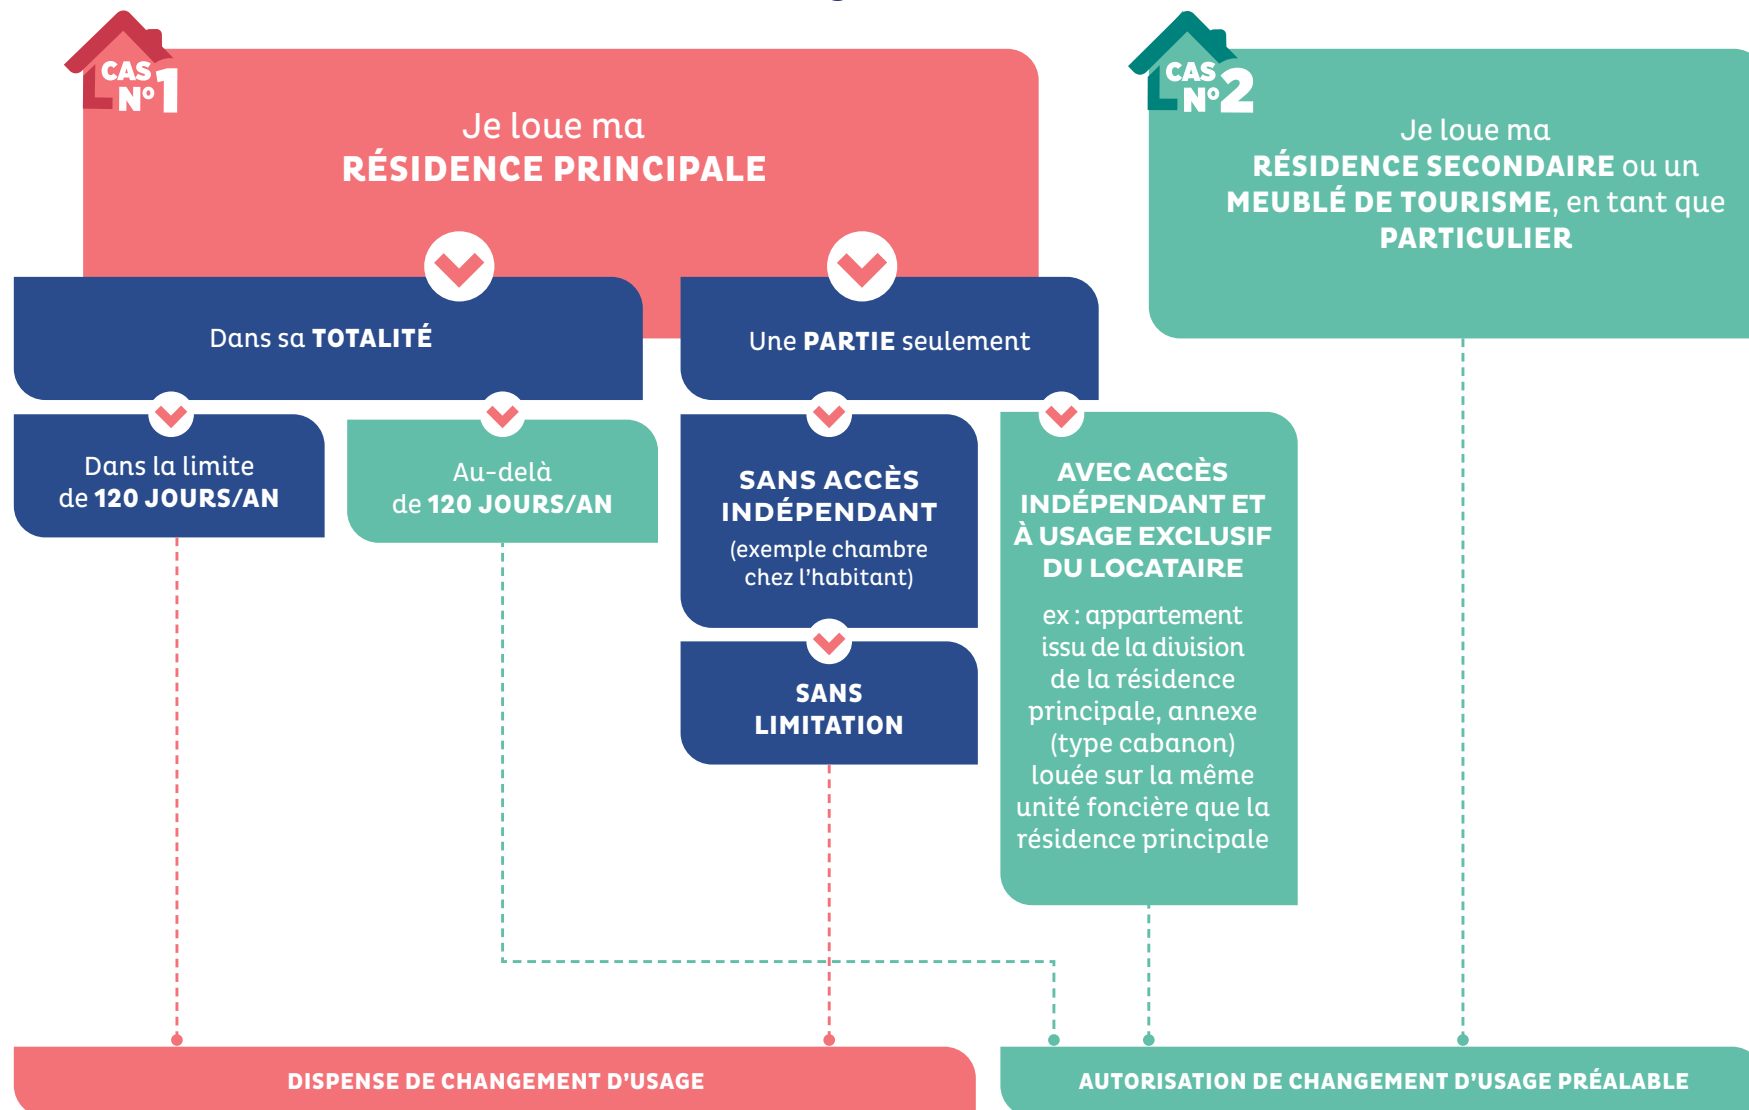 CAS
N° 1
Je loue ma
RÉSIDENCE PRINCIPALE
Dans sa TOTALITÉ
Une PARTIE seulement
Dans la limite
de 120 JOURS/AN
Au-delà
de 120 JOURS/AN
SANS ACCÈS
INDÉPENDANT
(exemple chambre
chez l'habitant)
SANS
LIMITATION
AVEC ACCÈS
INDÉPENDANT ET
À USAGE EXCLUSIF
DU LOCATAIRE
ex : appartement
issu de la division
de la résidence
principale, annexe
(type cabanon)
louée sur la même
unité foncière que la
résidence principale
CAS
N° 2
Je loue ma
RÉSIDENCE SECONDAIRE ou un
MEUBLÉ DE TOURISME, en tant que
PARTICULIER
DISPENSE DE CHANGEMENT D'USAGE
AUTORISATION DE CHANGEMENT D'USAGE PRÉALABLE